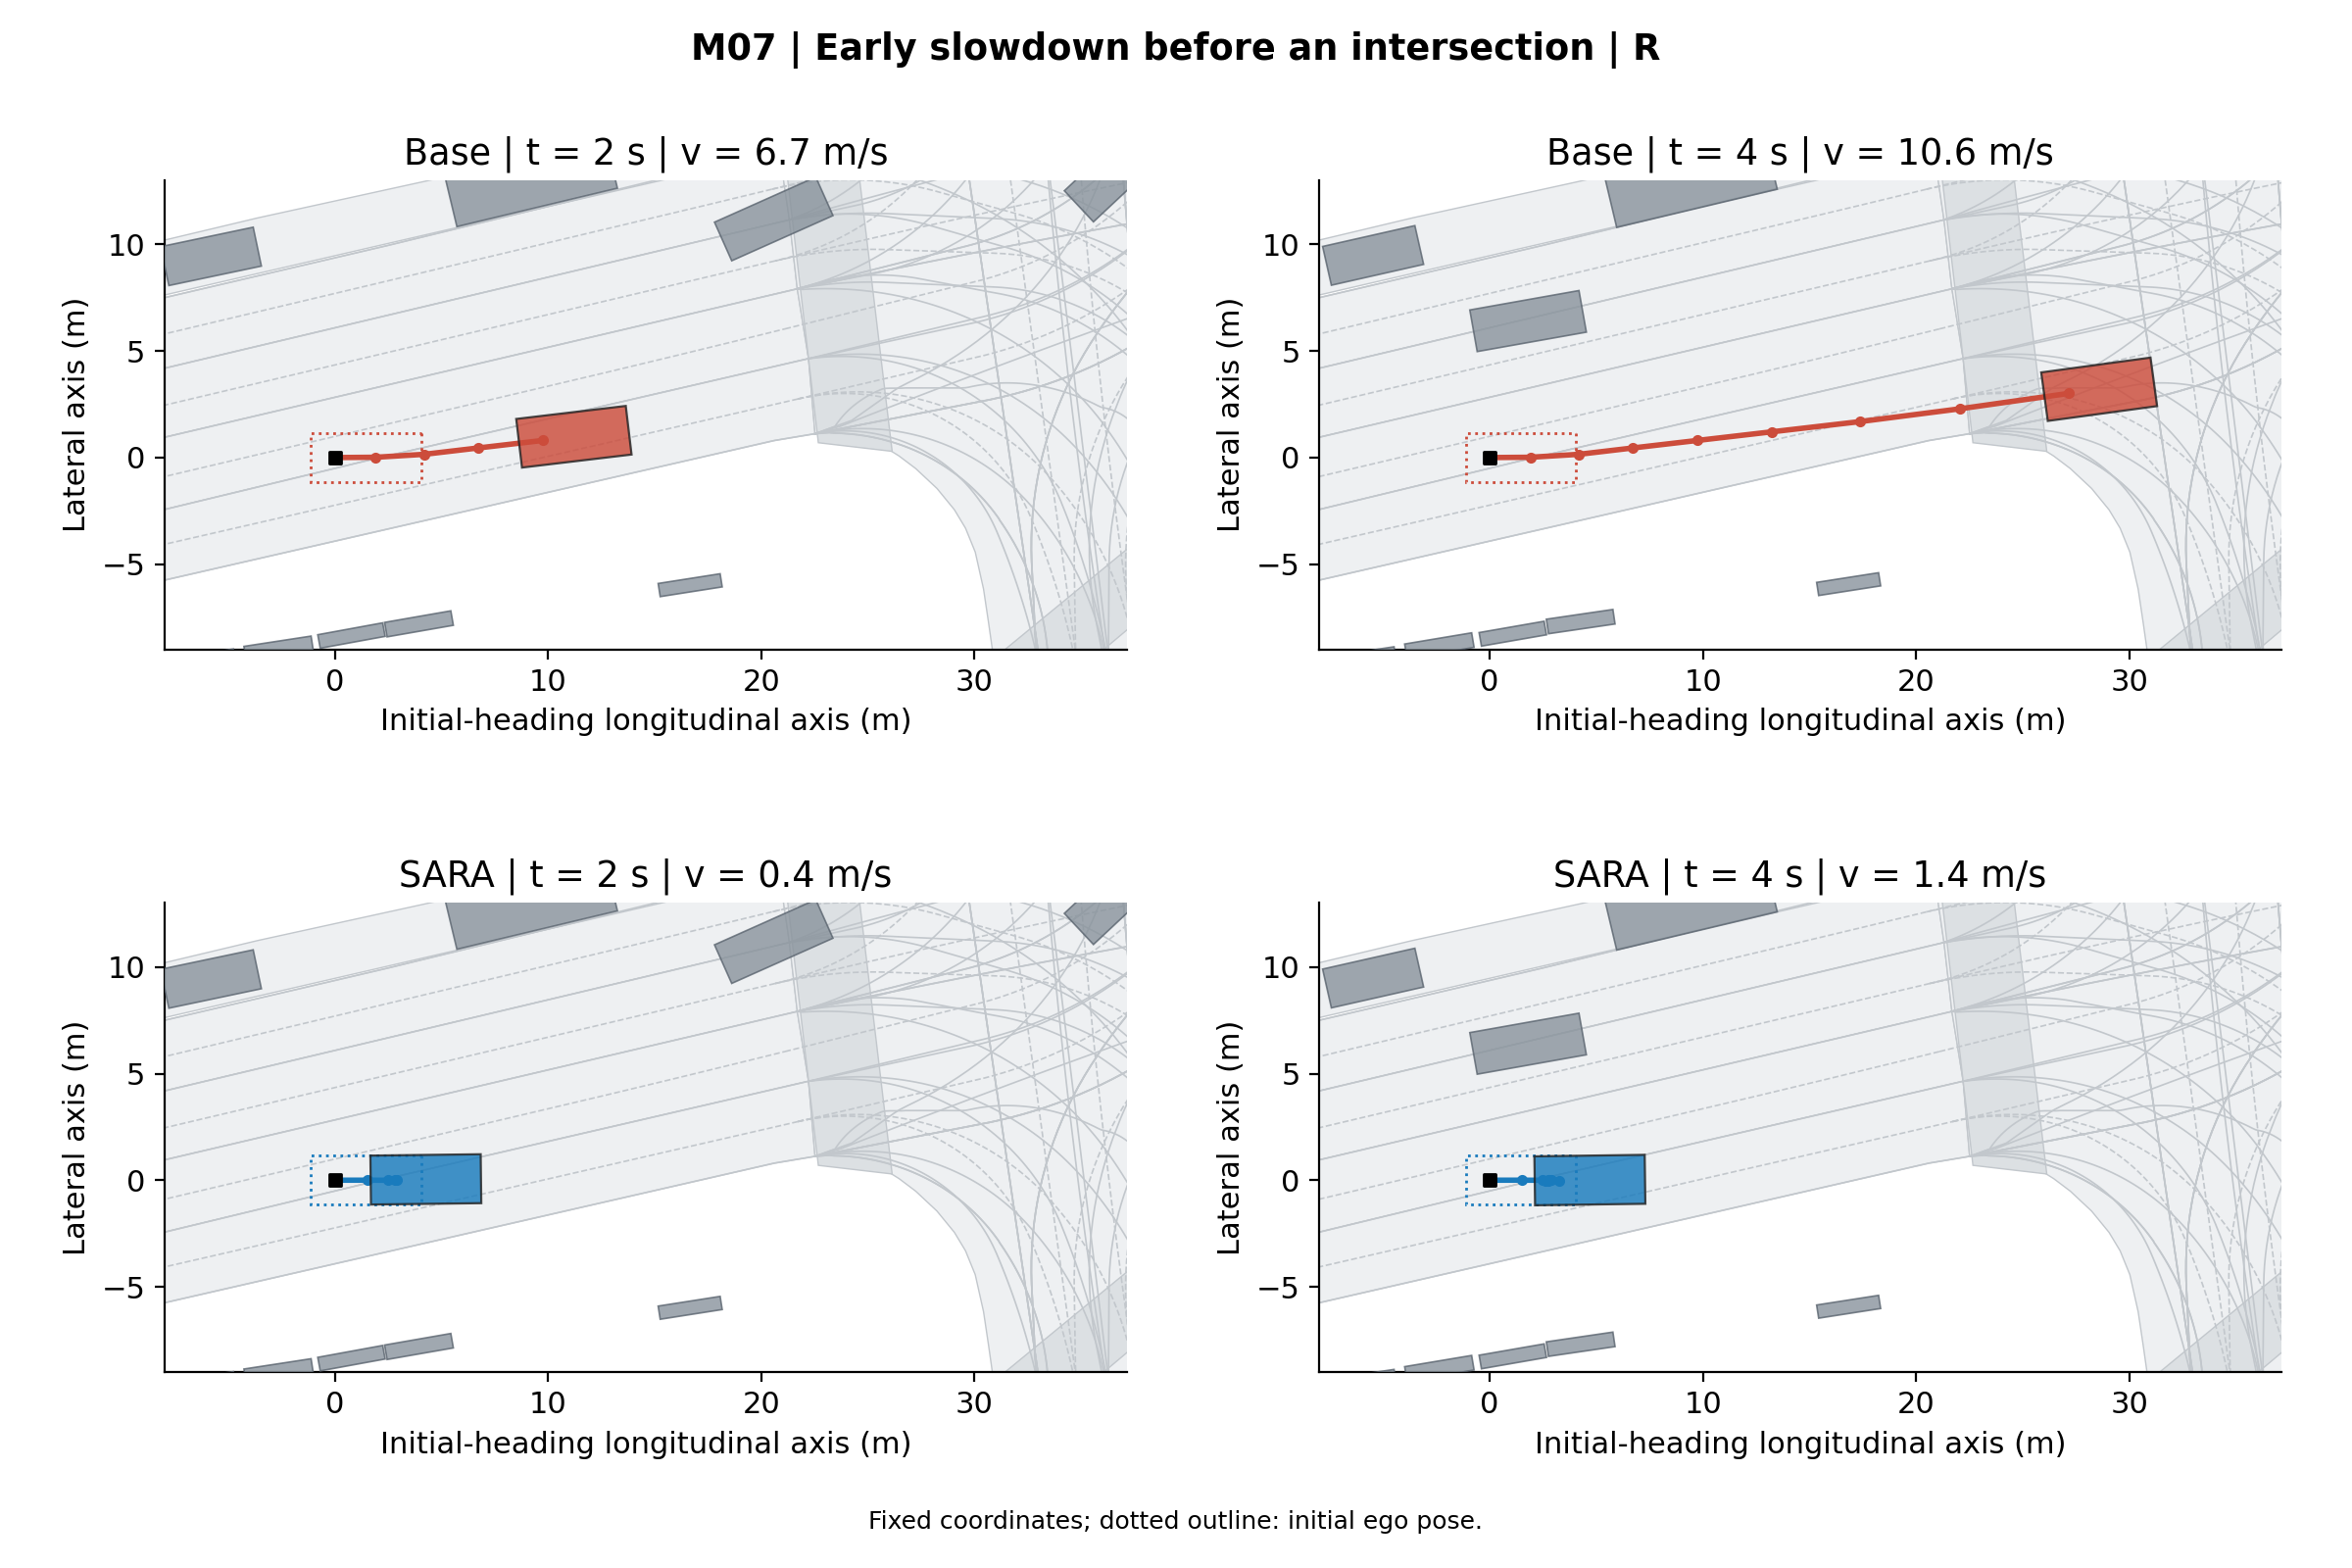 M07 | Early slowdown before an intersection | R
Base | t = 2 s | v = 6.7 m/s
10
5
0
−5
Lateral axis (m)
0 10 20 30
Initial-heading longitudinal axis (m)
Base | t = 4 s | v = 10.6 m/s
10
5
0
−5
Lateral axis (m)
0 10 20 30
Initial-heading longitudinal axis (m)
SARA | t = 2 s | v = 0.4 m/s
10
5
0
−5
Lateral axis (m)
0 10 20 30
Initial-heading longitudinal axis (m)
SARA | t = 4 s | v = 1.4 m/s
10
5
0
−5
Lateral axis (m)
0 10 20 30
Initial-heading longitudinal axis (m)
Fixed coordinates; dotted outline: initial ego pose.